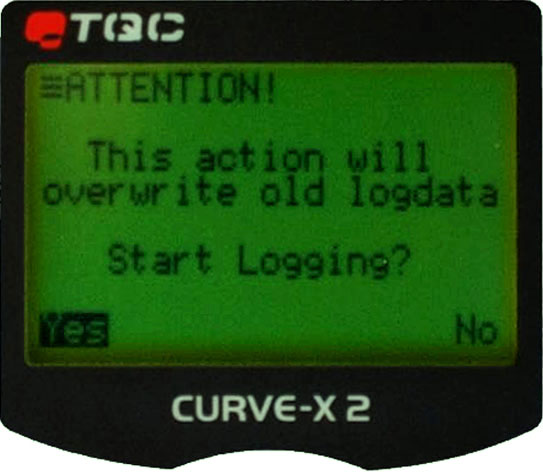 TQC
≡ATTENTION!
This action will
overwrite old logdata
Start Logging?
Yes No
CURVE-X 2